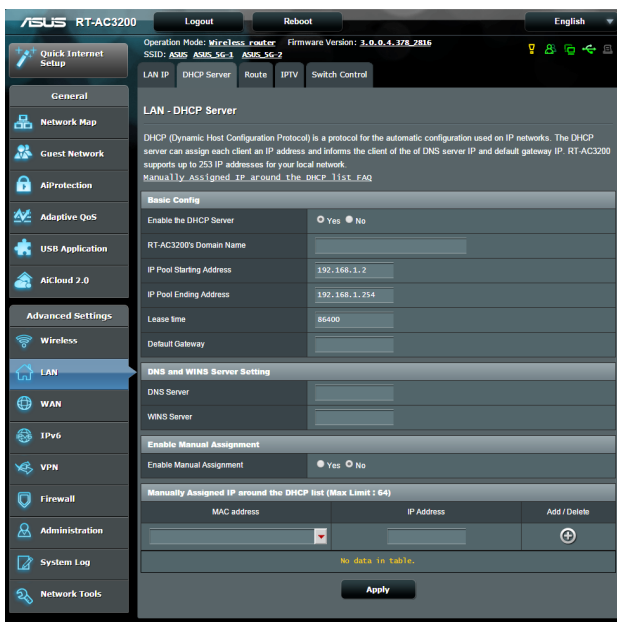 ASUS RT-AC3200 Logout Reboot English
Operation Mode: Wireless router Firmware Version: 3.0.0.4.378_2816
SSID: ASUS ASUS_5G-1 ASUS_5G-2
Quick Internet Setup
General
Network Map
Guest Network
AiProtection
Adaptive QoS
USB Application
AiCloud 2.0
Advanced Settings
Wireless
LAN
WAN
IPv6
VPN
Firewall
Administration
System Log
Network Tools
LAN IP DHCP Server Route IPTV Switch Control
LAN - DHCP Server
DHCP (Dynamic Host Configuration Protocol) is a protocol for the automatic configuration used on IP networks. The DHCP
server can assign each client an IP address and informs the client of the of DNS server IP and default gateway IP. RT-AC3200
supports up to 253 IP addresses for your local network.
Manually Assigned IP around the DHCP list FAQ
Basic Config
Enable the DHCP Server Yes No
RT-AC3200's Domain Name
IP Pool Starting Address 192.168.1.2
IP Pool Ending Address 192.168.1.254
Lease time 86400
Default Gateway
DNS and WINS Server Setting
DNS Server
WINS Server
Enable Manual Assignment
Enable Manual Assignment Yes No
Manually Assigned IP around the DHCP list (Max Limit : 64)
MAC address IP Address Add / Delete
No data in table.
Apply